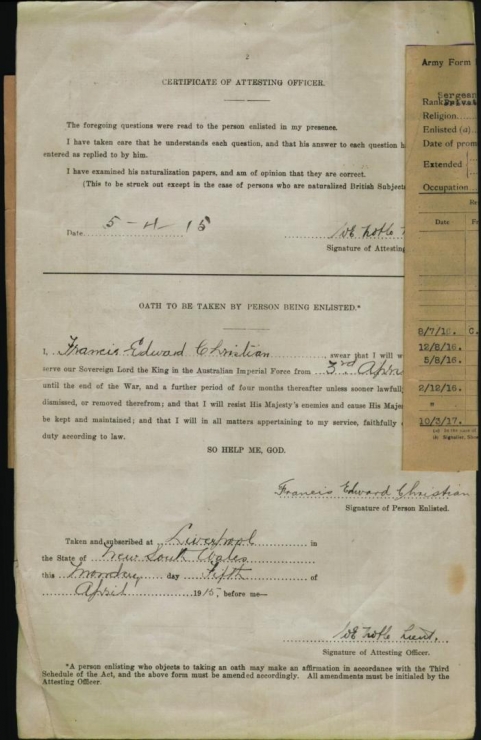 2
CERTIFICATE OF ATTESTING OFFICER.
The foregoing questions were read to the person enlisted in my presence.
I have taken care that he understands each question, and that his answer to each question h
entered as replied to by him.
I have examined his naturalization papers, and am of opinion that they are correct.
(This to be struck out except in the case of persons who are naturalized British Subjects
Date 5-4-15
Signature of Attesting
OATH TO BE TAKEN BY PERSON BEING ENLISTED.*
I, Francis Edward Christian, swear that I will w
serve our Sovereign Lord the King in the Australian Imperial Force from 3rd Apri
until the end of the War, and a further period of four months thereafter unless sooner lawfully
dismissed, or removed therefrom; and that I will resist His Majesty's enemies and cause His Maje
be kept and maintained; and that I will in all matters appertaining to my service, faithfully
duty according to law.
SO HELP ME, GOD.
Francis Edward Christian
Signature of Person Enlisted.
Taken and subscribed at Liverpool in
the State of New South Wales
this Monday day Fifth of
April 1915, before me—
Lieut.
Signature of Attesting Officer.
*A person enlisting who objects to taking an oath may make an affirmation in accordance with the Third
Schedule of the Act, and the above form must be amended accordingly. All amendments must be initialed by the
Attesting Officer.
Army Form
Sergean
Rank
Religion
Enlisted (a)
Date of prom
Extended
Occupation
Date
8/7/16. C.
12/8/16.
5/8/16.
2/12/16.
"
10/3/17.